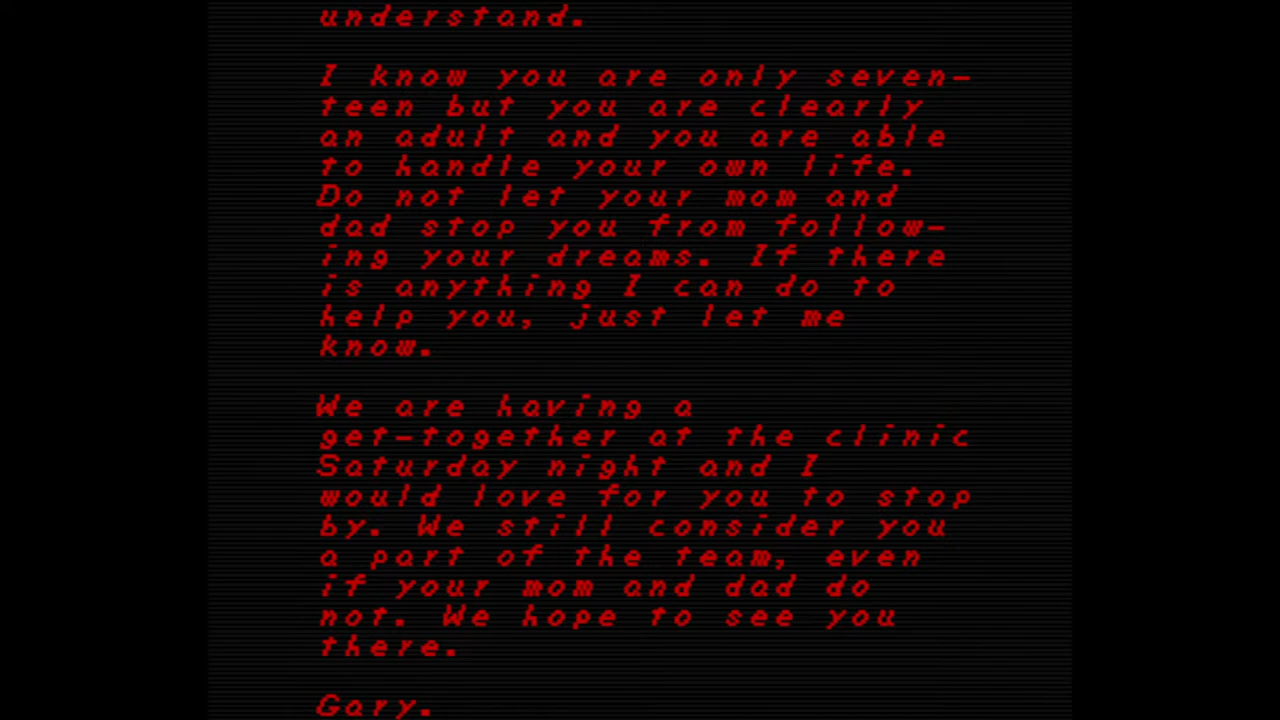 understand.
I know you are only seven-
teen but you are clearly
an adult and you are able
to handle your own life.
Do not let your mom and
dad stop you from follow-
ing your dreams. If there
is anything I can do to
help you, just let me
know.
We are having a
get-together at the clinic
Saturday night and I
would love for you to stop
by. We still consider you
a part of the team, even
if your mom and dad do
not. We hope to see you
there.
Gary.